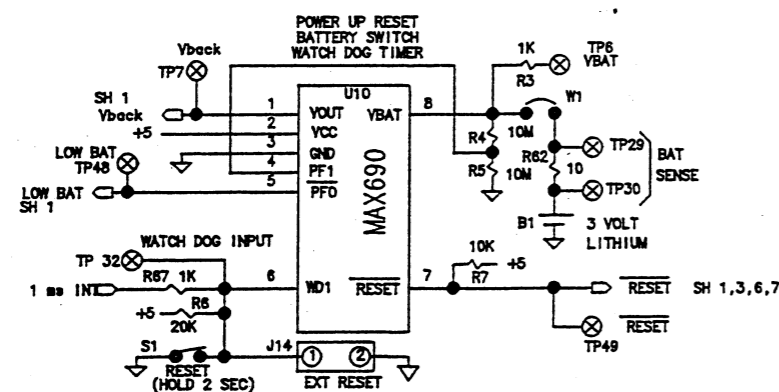 POWER UP RESET
BATTERY SWITCH
WATCH DOG TIMER
Vback
TP7
SH 1
Vback
+5
LOW BAT
TP48
LOW BAT
SH 1
1
2
3
4
5
U10
VOUT
VCC
GND
PF1
PFO
VBAT
MAX690
8
1K
R3
TP6
VBAT
W1
R4
10M
R5
10M
R62
10
TP29
TP30
BAT
SENSE
B1
3 VOLT
LITHIUM
WATCH DOG INPUT
TP 32
R67
1K
1 ms INT
6
WD1
RESET
7
10K
R7
+5
RESET
SH 1,3,6,7
RESET
TP49
+5
R6
20K
S1
RESET
(HOLD 2 SEC)
J14
1
2
EXT RESET